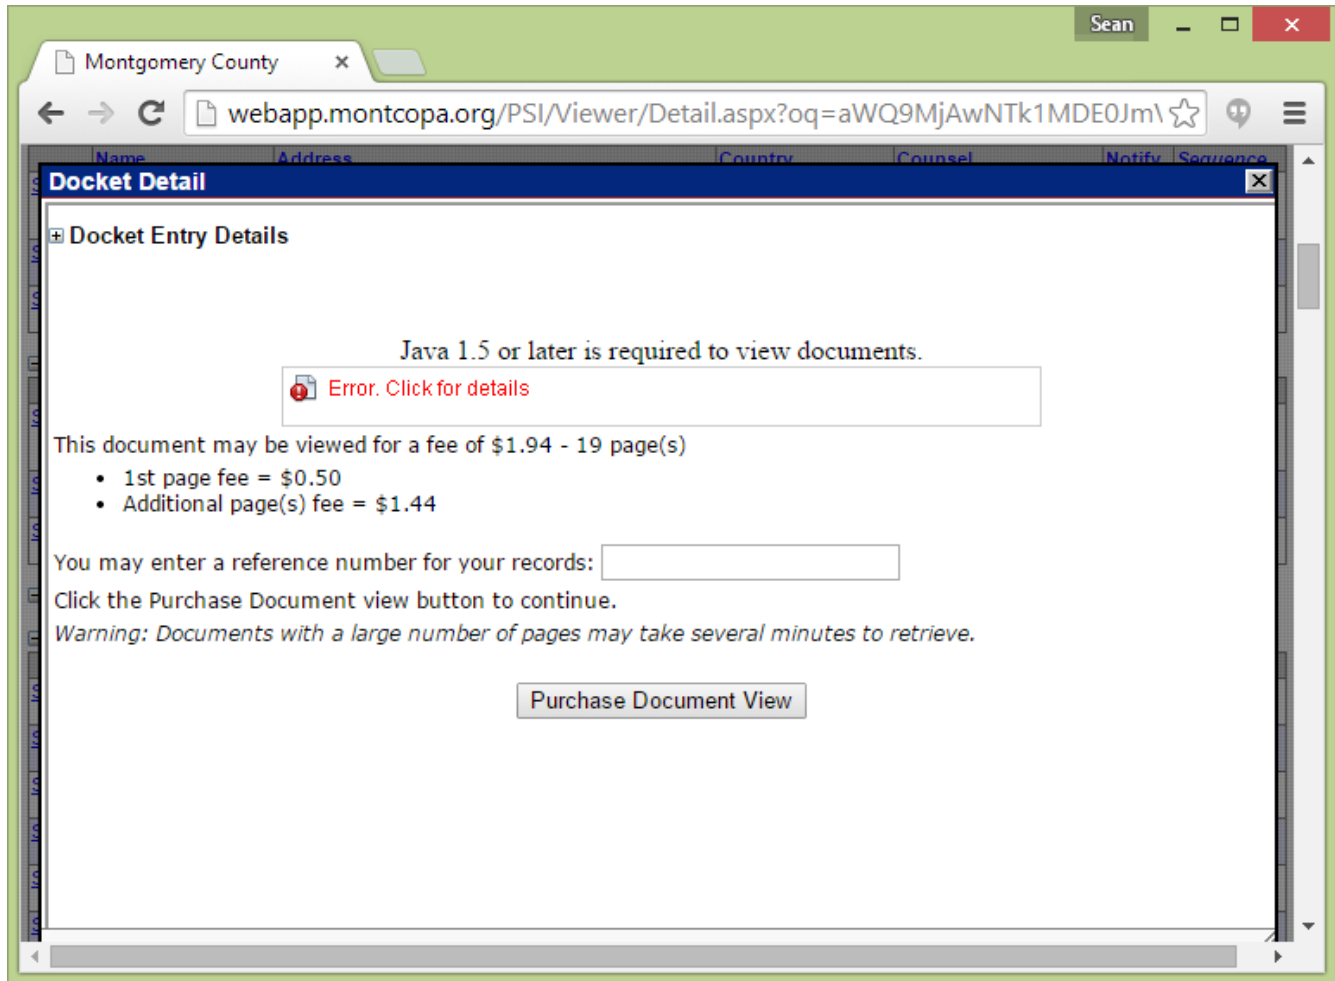 Sean
Montgomery County
webapp.montcopa.org/PSI/Viewer/Detail.aspx?oq=aWQ9MjAwNTk1MDE0Jm\
Name Address Country Counsel Notify Sequence
Docket Detail
Docket Entry Details
Java 1.5 or later is required to view documents.
Error. Click for details
This document may be viewed for a fee of $1.94 - 19 page(s)
• 1st page fee = $0.50
• Additional page(s) fee = $1.44
You may enter a reference number for your records:
Click the Purchase Document view button to continue.
Warning: Documents with a large number of pages may take several minutes to retrieve.
Purchase Document View